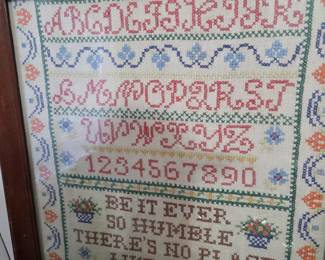 ABCDEFGHIJK
LMNOPQRST
UVWXYZ
1234567890
BE IT EVER
SO HUMBLE
THERE'S NO PLACE